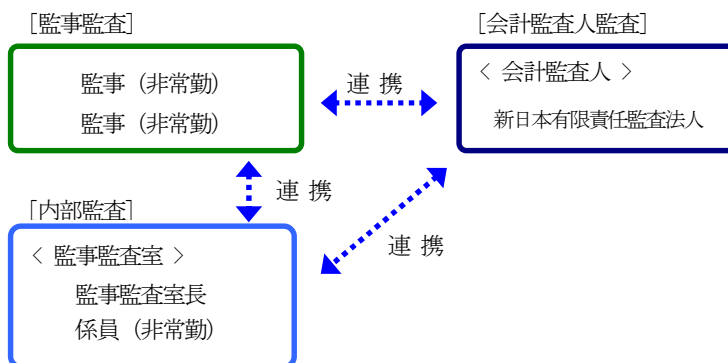 [監事監査]
監事（非常勤）
監事（非常勤）
連 携
[会計監査人監査]
＜ 会計監査人 ＞
新日本有限責任監査法人
連 携
[内部監査]
＜ 監事監査室 ＞
監事監査室長
係員（非常勤）
連 携